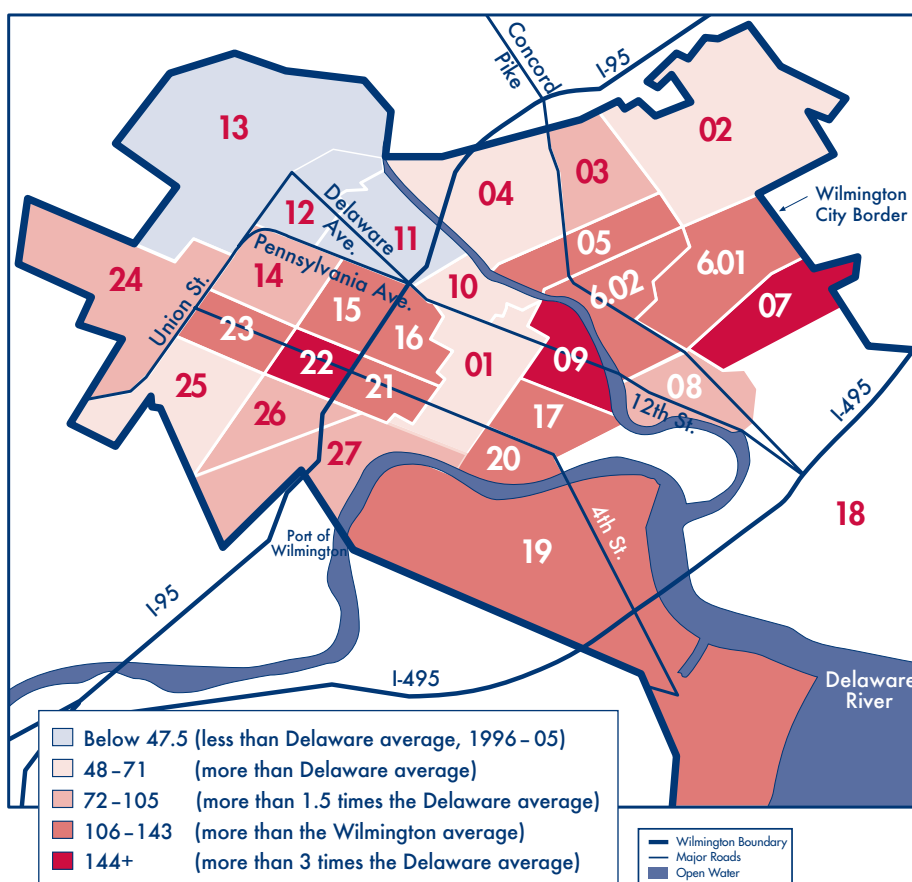 Concord
Pike
I-95
13
02
03
04
Wilmington
City Border
12
Delaware
Ave.
11
05
6.01
24
Pennsylvania Ave.
14
10
6.02
07
Union St.
15
23
16
22
01
09
25
21
08
26
17
12th St.
I-495
27
20
18
Port of
Wilmington
19
4th St.
I-95
I-495
Delaware
River
Below 47.5 (less than Delaware average, 1996–05)
48–71 (more than Delaware average)
72–105 (more than 1.5 times the Delaware average)
106–143 (more than the Wilmington average)
144+ (more than 3 times the Delaware average)
Wilmington Boundary
Major Roads
Open Water